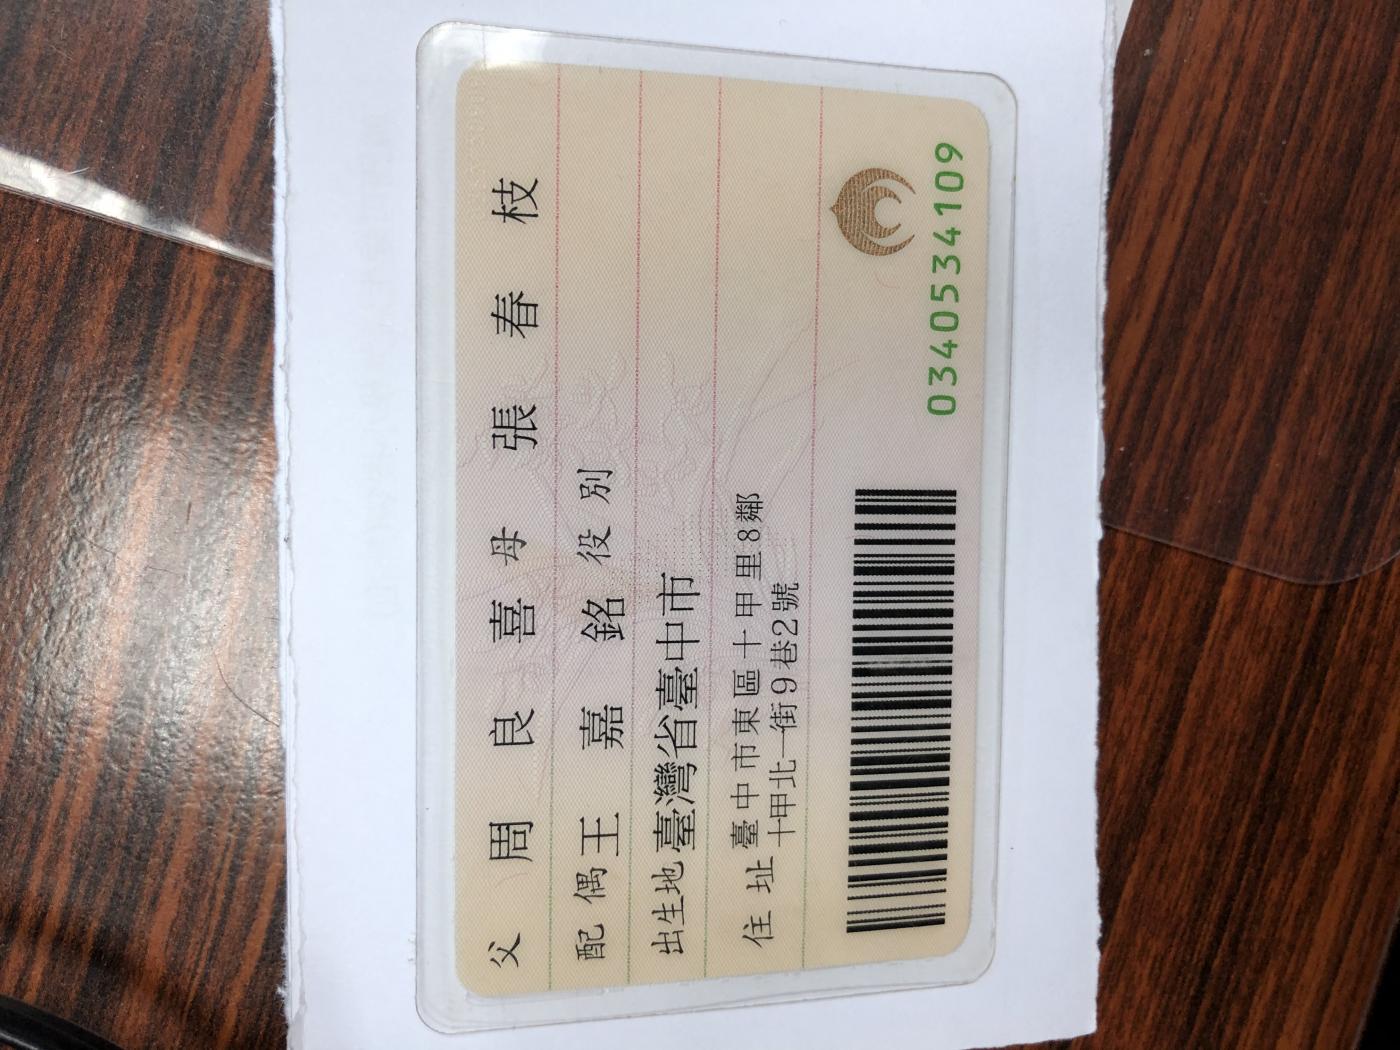 父 周良喜 母 張春枝
配偶 王嘉銘 役別
出生地 臺灣省臺中市
住址 臺中市東區十甲里8鄰
十甲北一街9巷2號
0340534109